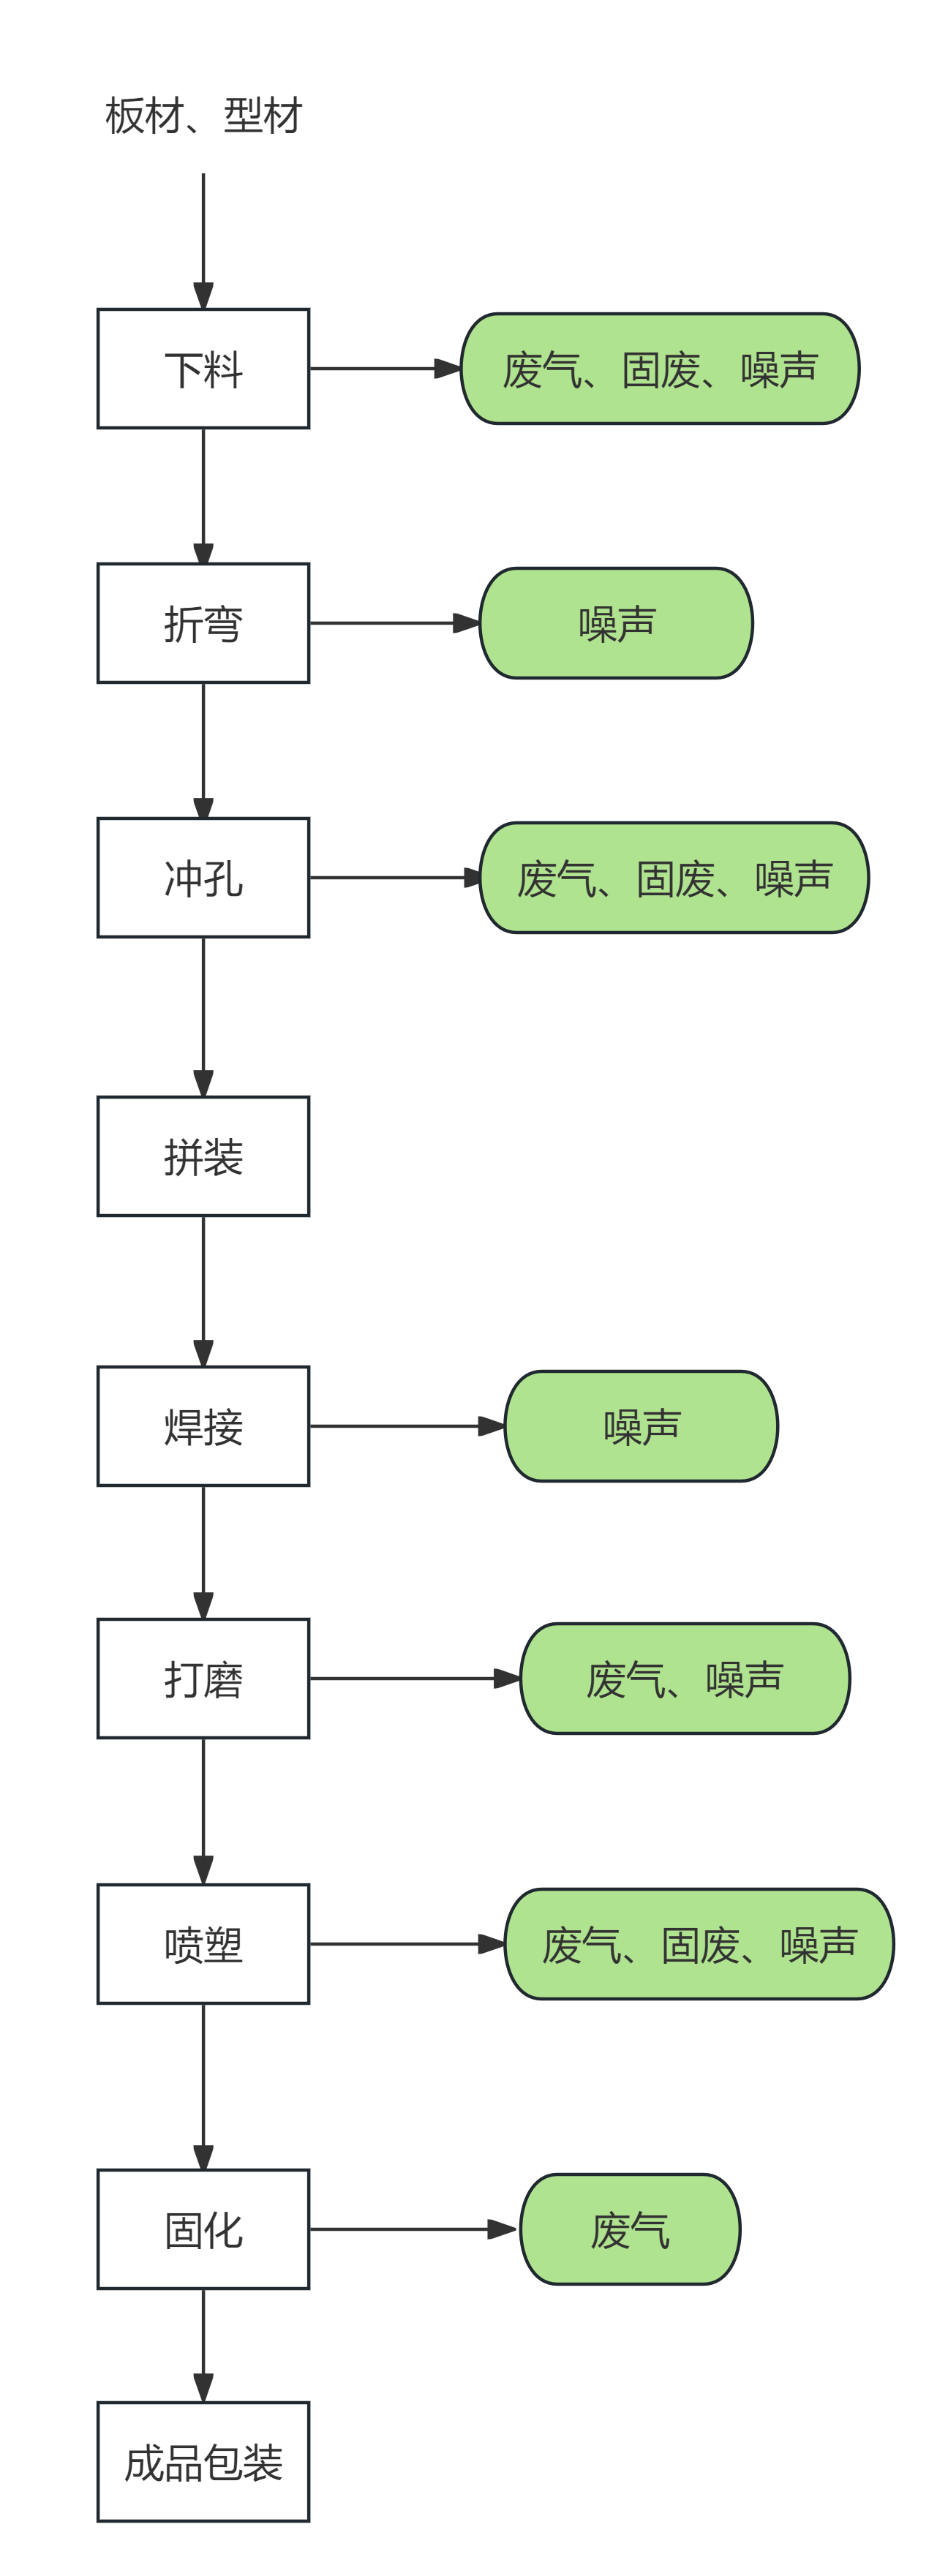 板材、型材
下料
废气、固废、噪声
折弯
噪声
冲孔
废气、固废、噪声
拼装
焊接
噪声
打磨
废气、噪声
喷塑
废气、固废、噪声
固化
废气
成品包装